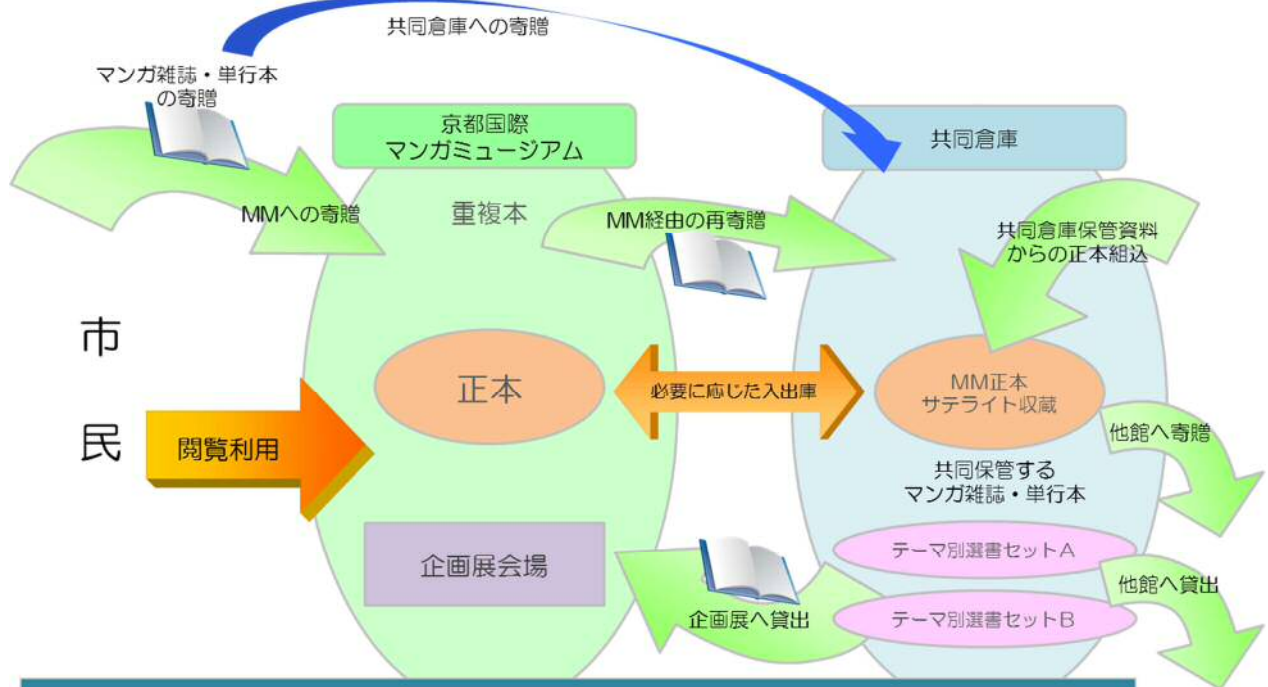 共同倉庫への寄贈
マンガ雑誌・単行本
の寄贈
京都国際
マンガミュージアム
共同倉庫
MMへの寄贈
重複本
MM経由の再寄贈
共同倉庫保管資料
からの正本組込
市
民
正本
必要に応じた入出庫
MM正本
サテライト収蔵
閲覧利用
他館へ寄贈
共同保管する
マンガ雑誌・単行本
企画展会場
テーマ別選書セットA
他館へ貸出
企画展へ貸出
テーマ別選書セットB